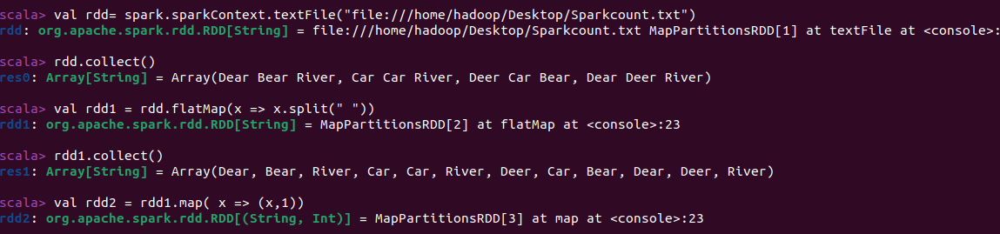 scala> val rdd= spark.sparkContext.textFile("file:///home/hadoop/Desktop/Sparkcount.txt")
rdd: org.apache.spark.rdd.RDD[String] = file:///home/hadoop/Desktop/Sparkcount.txt MapPartitionsRDD[1] at textFile at <console>:
scala> rdd.collect()
res0: Array[String] = Array(Dear Bear River, Car Car River, Deer Car Bear, Dear Deer River)
scala> val rdd1 = rdd.flatMap(x => x.split(" "))
rdd1: org.apache.spark.rdd.RDD[String] = MapPartitionsRDD[2] at flatMap at <console>:23
scala> rdd1.collect()
res1: Array[String] = Array(Dear, Bear, River, Car, Car, River, Deer, Car, Bear, Dear, Deer, River)
scala> val rdd2 = rdd1.map( x => (x,1))
rdd2: org.apache.spark.rdd.RDD[(String, Int)] = MapPartitionsRDD[3] at map at <console>:23